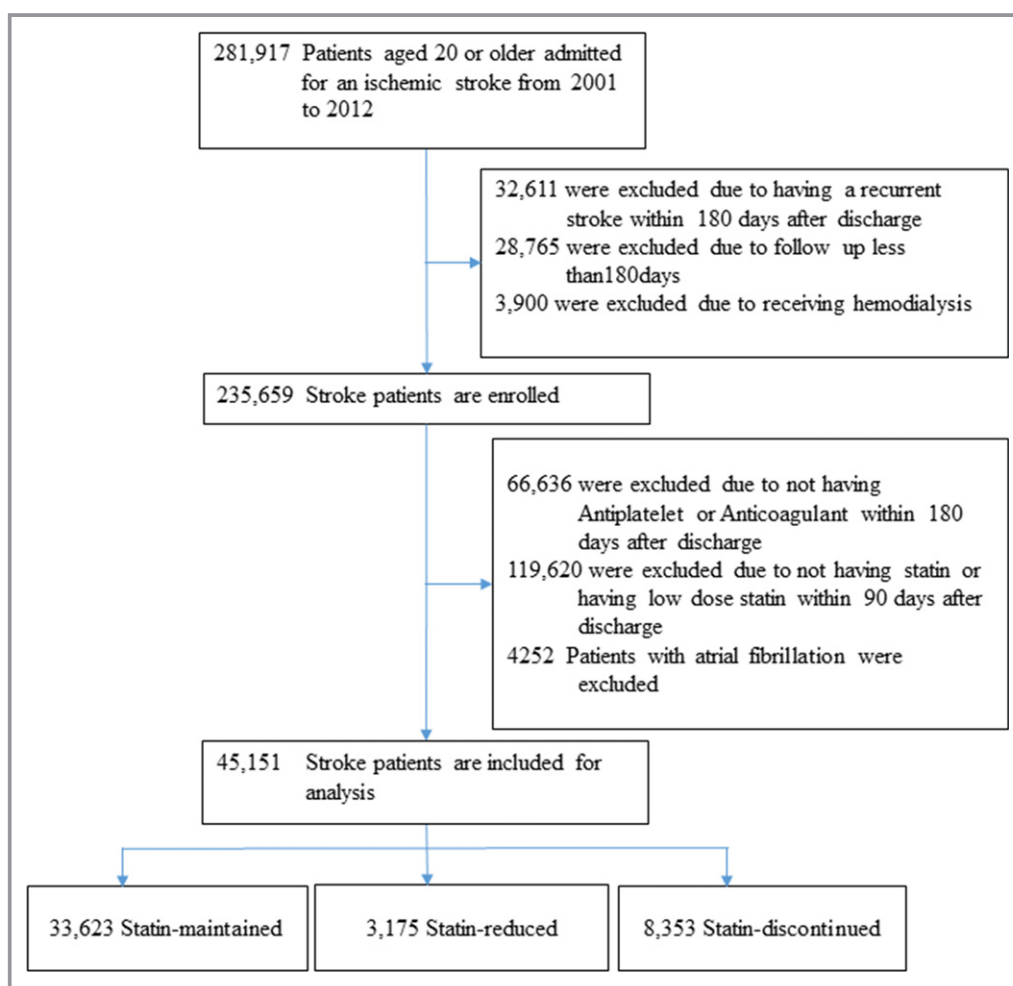 281,917 Patients aged 20 or older admitted
for an ischemic stroke from 2001
to 2012
32,611 were excluded due to having a recurrent
stroke within 180 days after discharge
28,765 were excluded due to follow up less
than180days
3,900 were excluded due to receiving hemodialysis
235,659 Stroke patients are enrolled
66,636 were excluded due to not having
Antiplatelet or Anticoagulant within 180
days after discharge
119,620 were excluded due to not having statin or
having low dose statin within 90 days after
discharge
4252 Patients with atrial fibrillation were
excluded
45,151 Stroke patients are included for
analysis
33,623 Statin-maintained
3,175 Statin-reduced
8,353 Statin-discontinued